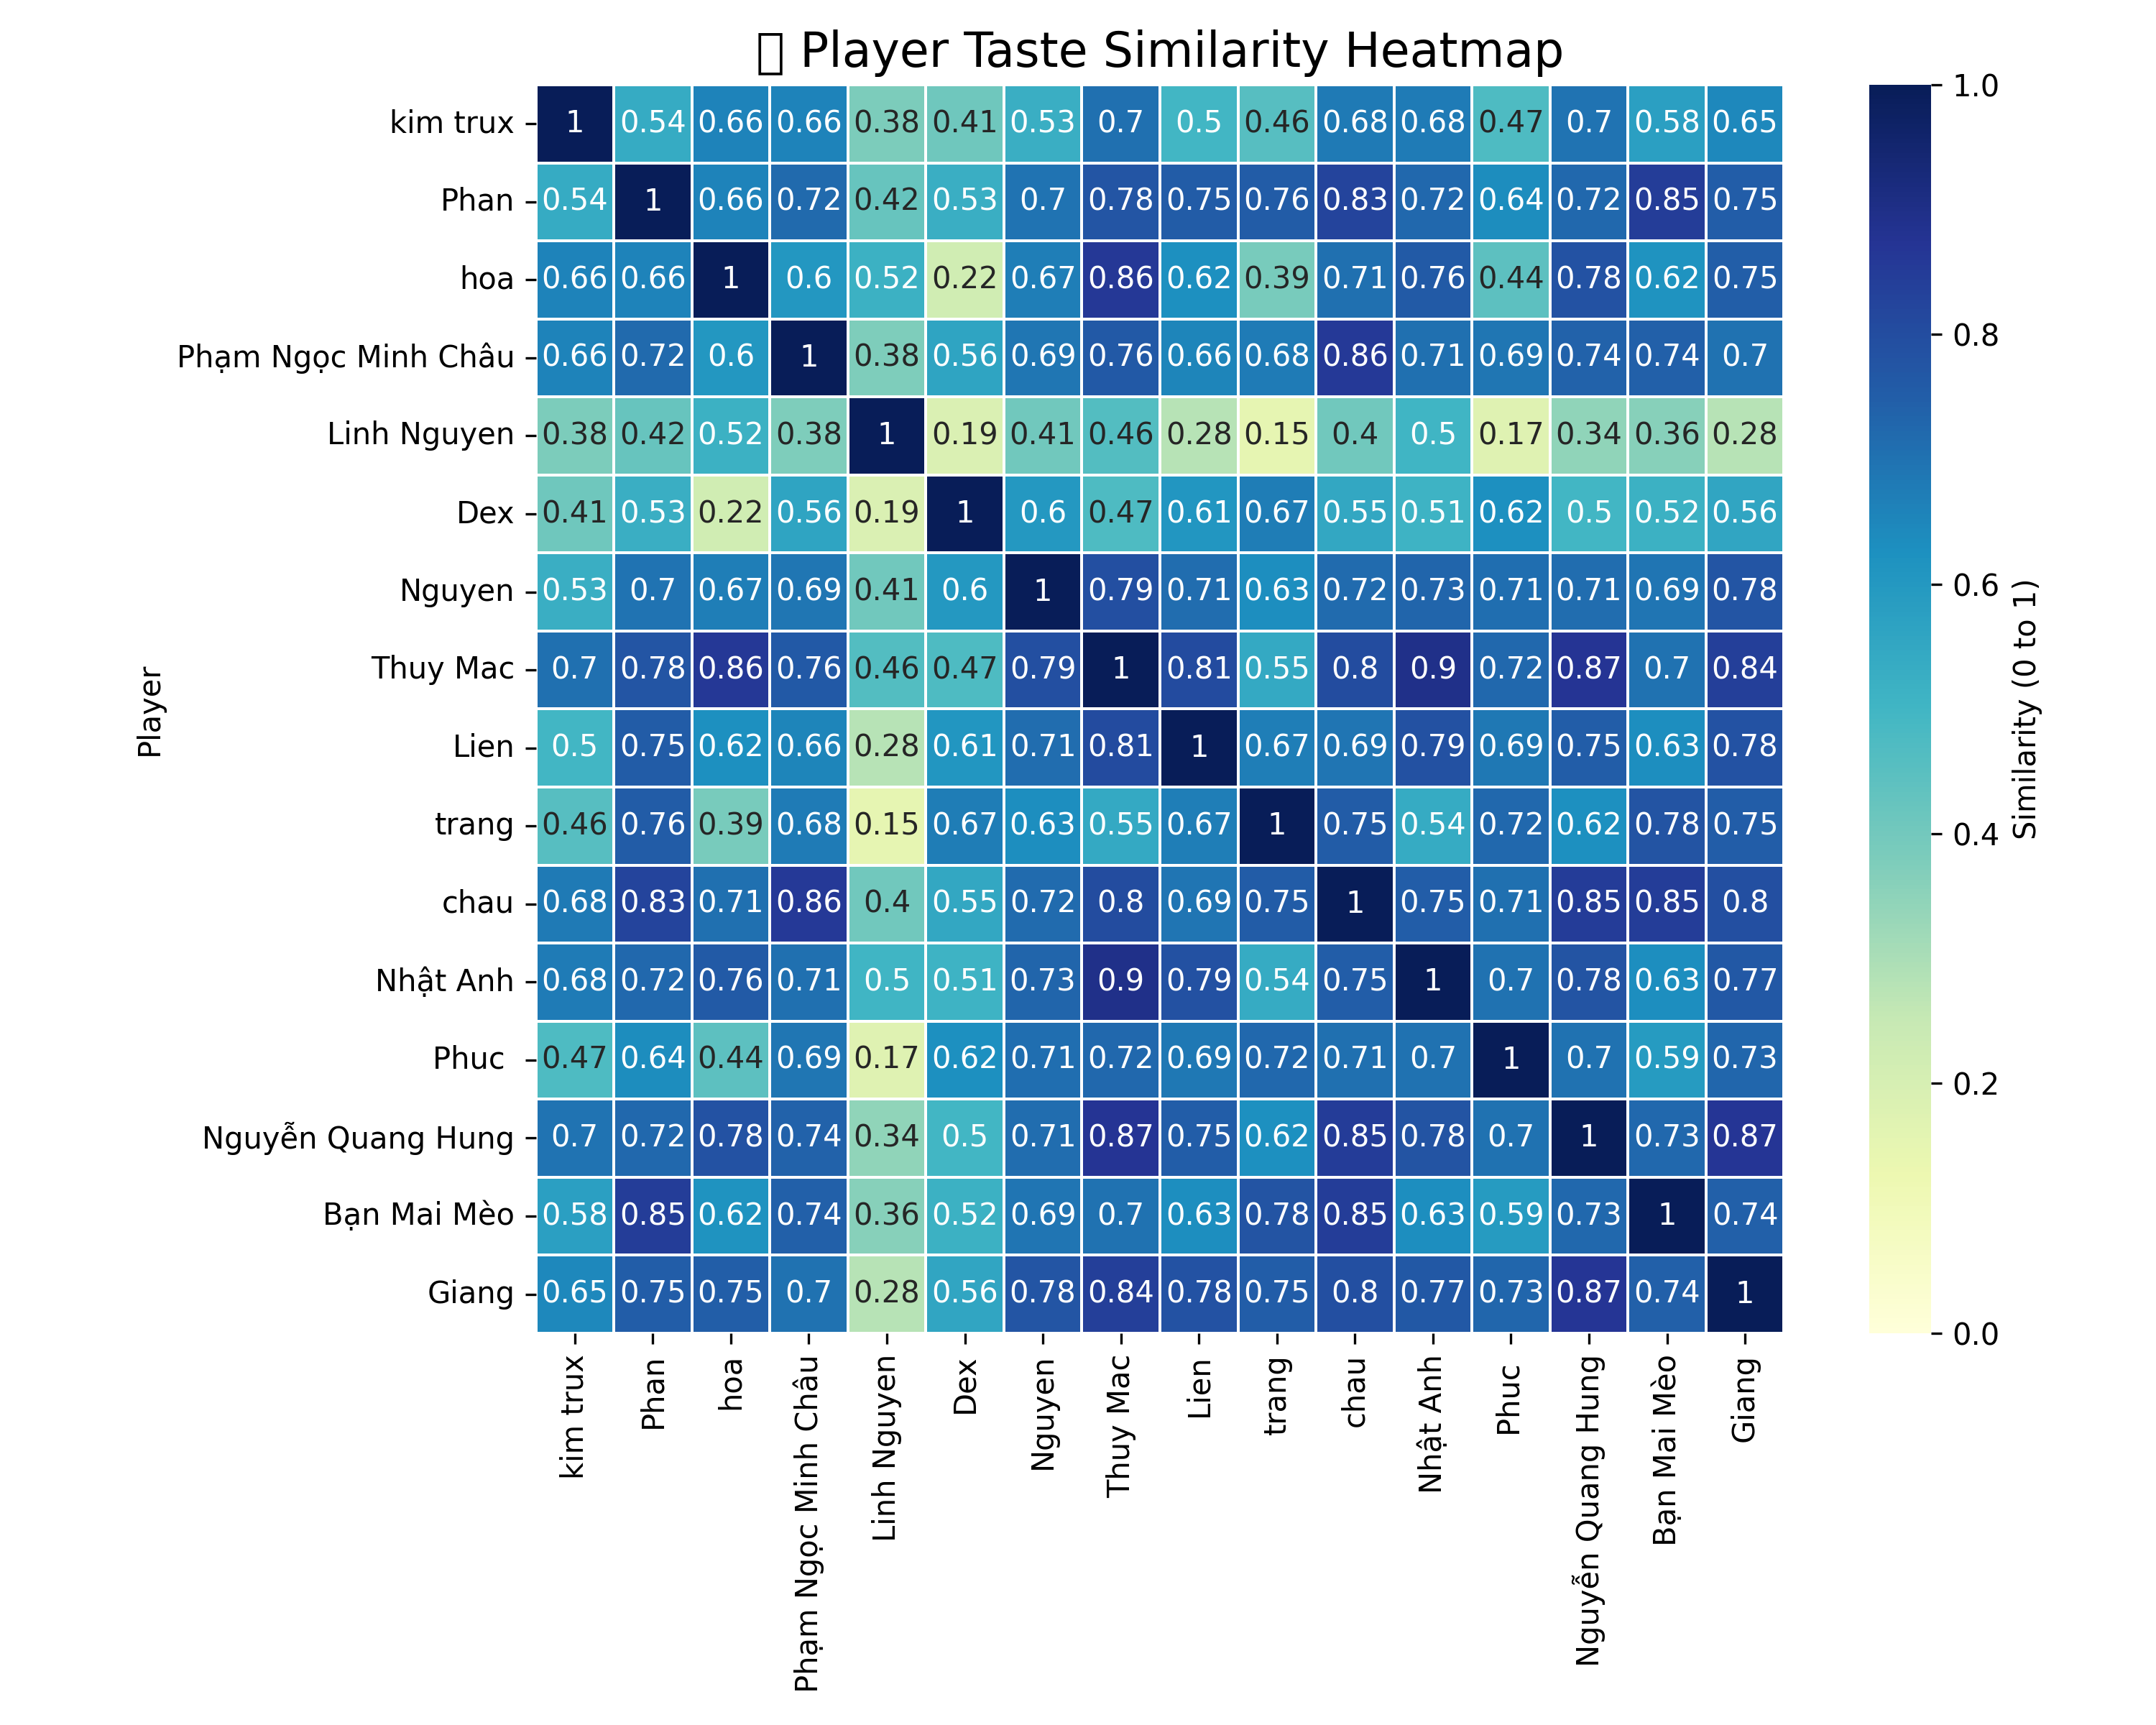 Player Taste Similarity Heatmap
kim trux 1 0.54 0.66 0.66 0.38 0.41 0.53 0.7 0.5 0.46 0.68 0.68 0.47 0.7 0.58 0.65
Phan 0.54 1 0.66 0.72 0.42 0.53 0.7 0.78 0.75 0.76 0.83 0.72 0.64 0.72 0.85 0.75
hoa 0.66 0.66 1 0.6 0.52 0.22 0.67 0.86 0.62 0.39 0.71 0.76 0.44 0.78 0.62 0.75
Phạm Ngọc Minh Châu 0.66 0.72 0.6 1 0.38 0.56 0.69 0.76 0.66 0.68 0.86 0.71 0.69 0.74 0.74 0.7
Linh Nguyen 0.38 0.42 0.52 0.38 1 0.19 0.41 0.46 0.28 0.15 0.4 0.5 0.17 0.34 0.36 0.28
Dex 0.41 0.53 0.22 0.56 0.19 1 0.6 0.47 0.61 0.67 0.55 0.51 0.62 0.5 0.52 0.56
Nguyen 0.53 0.7 0.67 0.69 0.41 0.6 1 0.79 0.71 0.63 0.72 0.73 0.71 0.71 0.69 0.78
Thuy Mac 0.7 0.78 0.86 0.76 0.46 0.47 0.79 1 0.81 0.55 0.8 0.9 0.72 0.87 0.7 0.84
Lien 0.5 0.75 0.62 0.66 0.28 0.61 0.71 0.81 1 0.67 0.69 0.79 0.69 0.75 0.63 0.78
trang 0.46 0.76 0.39 0.68 0.15 0.67 0.63 0.55 0.67 1 0.75 0.54 0.72 0.62 0.78 0.75
chau 0.68 0.83 0.71 0.86 0.4 0.55 0.72 0.8 0.69 0.75 1 0.75 0.71 0.85 0.85 0.8
Nhật Anh 0.68 0.72 0.76 0.71 0.5 0.51 0.73 0.9 0.79 0.54 0.75 1 0.7 0.78 0.63 0.77
Phuc 0.47 0.64 0.44 0.69 0.17 0.62 0.71 0.72 0.69 0.72 0.71 0.7 1 0.7 0.59 0.73
Nguyễn Quang Hung 0.7 0.72 0.78 0.74 0.34 0.5 0.71 0.87 0.75 0.62 0.85 0.78 0.7 1 0.73 0.87
Bạn Mai Mèo 0.58 0.85 0.62 0.74 0.36 0.52 0.69 0.7 0.63 0.78 0.85 0.63 0.59 0.73 1 0.74
Giang 0.65 0.75 0.75 0.7 0.28 0.56 0.78 0.84 0.78 0.75 0.8 0.77 0.73 0.87 0.74 1
Player
kim trux
Phan
hoa
Phạm Ngọc Minh Châu
Linh Nguyen
Dex
Nguyen
Thuy Mac
Lien
trang
chau
Nhật Anh
Phuc
Nguyễn Quang Hung
Bạn Mai Mèo
Giang
1.0
0.8
0.6
0.4
0.2
0.0
Similarity (0 to 1)